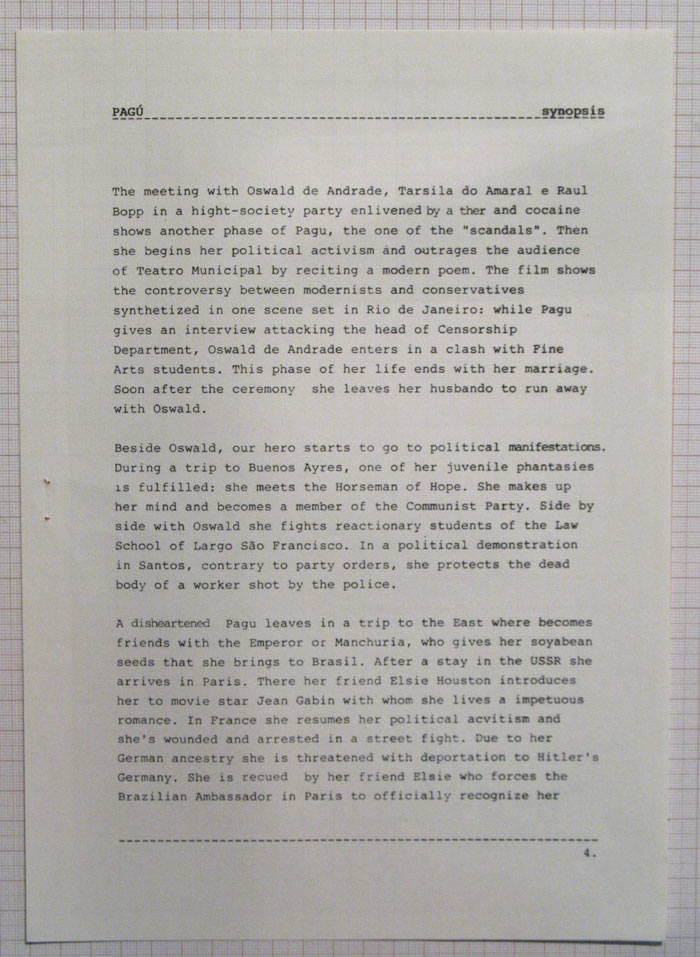 PAGÚ synopsis
The meeting with Oswald de Andrade, Tarsila do Amaral e Raul
Bopp in a hight-society party enlivened by a ther and cocaine
shows another phase of Pagu, the one of the "scandals". Then
she begins her political activism and outrages the audience
of Teatro Municipal by reciting a modern poem. The film shows
the controversy between modernists and conservatives
synthetized in one scene set in Rio de Janeiro: while Pagu
gives an interview attacking the head of Censorship
Department, Oswald de Andrade enters in a clash with Fine
Arts students. This phase of her life ends with her marriage.
Soon after the ceremony she leaves her husbando to run away
with Oswald.
Beside Oswald, our hero starts to go to political manifestations.
During a trip to Buenos Ayres, one of her juvenile phantasies
is fulfilled: she meets the Horseman of Hope. She makes up
her mind and becomes a member of the Communist Party. Side by
side with Oswald she fights reactionary students of the Law
School of Largo São Francisco. In a political demonstration
in Santos, contrary to party orders, she protects the dead
body of a worker shot by the police.
A disheartened Pagu leaves in a trip to the East where becomes
friends with the Emperor of Manchuria, who gives her soyabean
seeds that she brings to Brasil. After a stay in the USSR she
arrives in Paris. There her friend Elsie Houston introduces
her to movie star Jean Gabin with whom she lives a impetuous
romance. In France she resumes her political acvitism and
she's wounded and arrested in a street fight. Due to her
German ancestry she is threatened with deportation to Hitler's
Germany. She is recued by her friend Elsie who forces the
Brazilian Ambassador in Paris to officially recognize her
4.